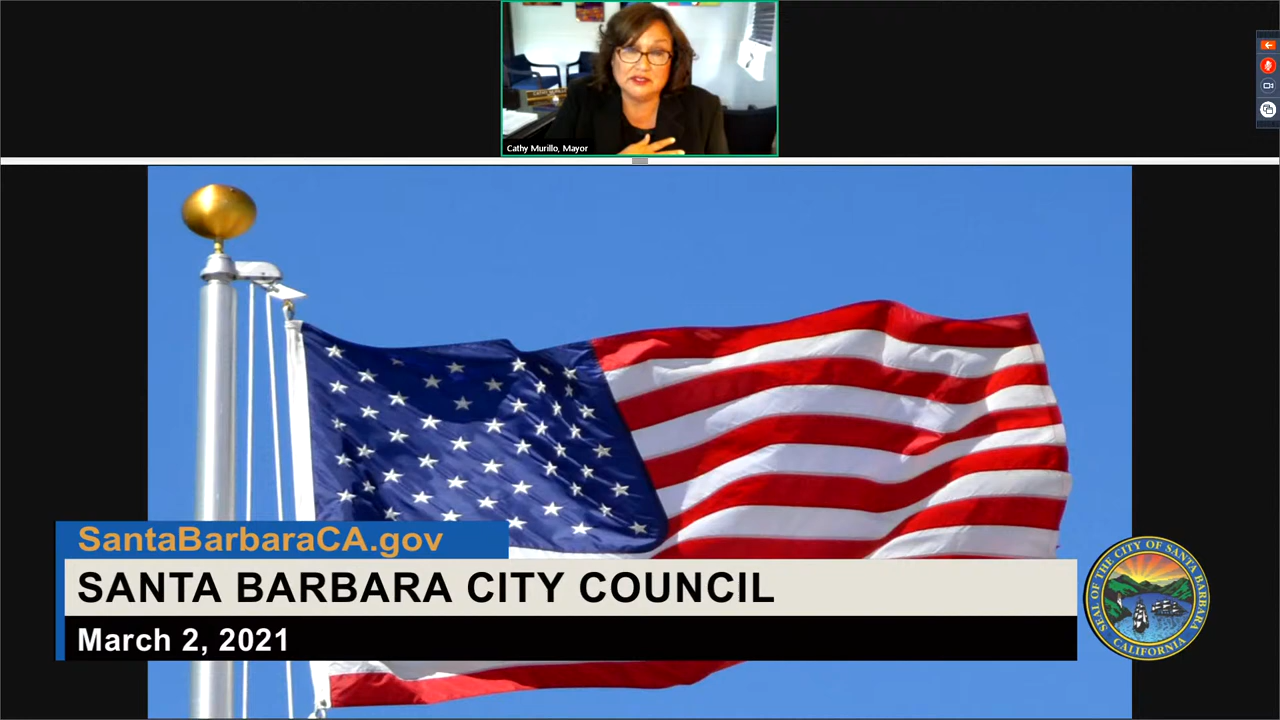 Cathy Murillo, Mayor
SantaBarbaraCA.gov
SANTA BARBARA CITY COUNCIL
March 2, 2021
SEAL OF THE CITY OF SANTA BARBARA
CALIFORNIA